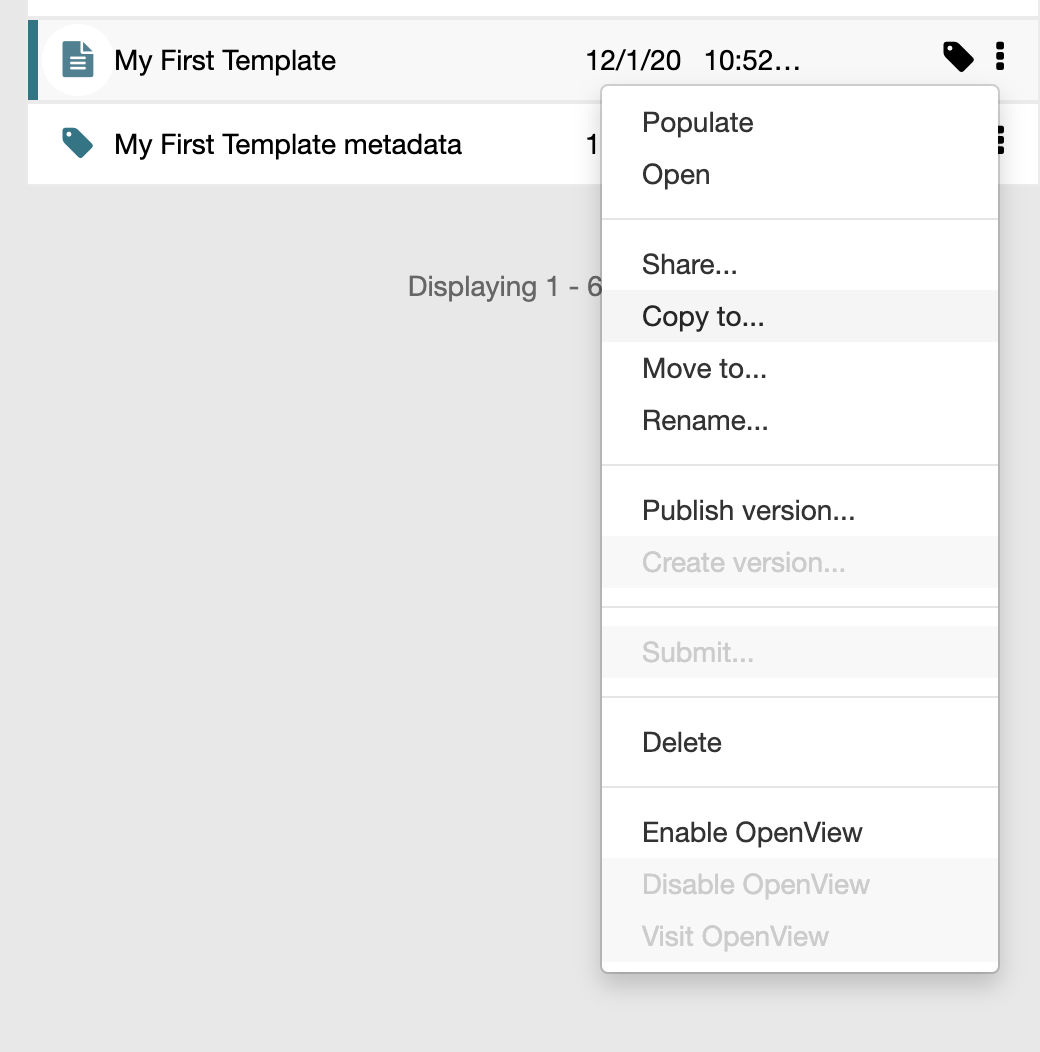 My First Template 12/1/20 10:52...
My First Template metadata 1
Displaying 1 - 6
Populate
Open
Share...
Copy to...
Move to...
Rename...
Publish version...
Create version...
Submit...
Delete
Enable OpenView
Disable OpenView
Visit OpenView